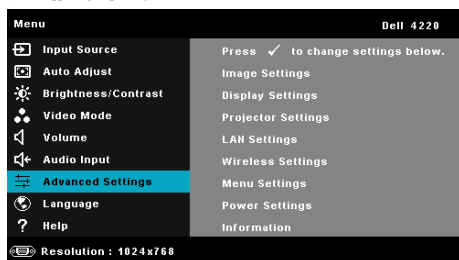 Menu Dell 4220
Input Source
Auto Adjust
Brightness/Contrast
Video Mode
Volume
Audio Input
Advanced Settings
Language
? Help
Press ✓ to change settings below.
Image Settings
Display Settings
Projector Settings
LAN Settings
Wireless Settings
Menu Settings
Power Settings
Information
Resolution : 1024x768